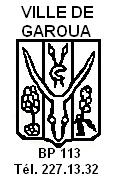 VILLE DE
GAROUA
BP 113
Tél. 227.13.32